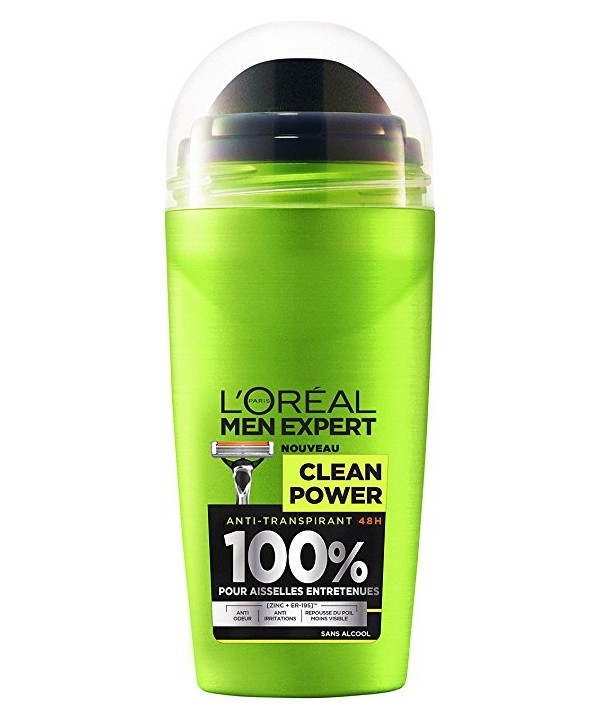 L'ORÉAL
PARIS
MEN EXPERT
NOUVEAU
CLEAN
POWER
ANTI-TRANSPIRANT 48H
100%
POUR AISSELLES ENTRETENUES
[ZINC + ER-195]™
ANTI ODEUR
ANTI IRRITATIONS
REPOUSSE DU POIL MOINS VISIBLE
SANS ALCOOL